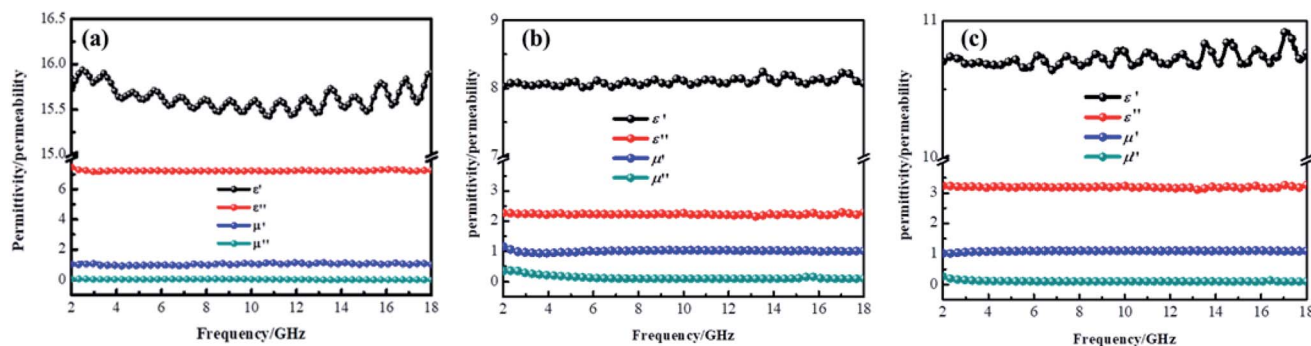 (a)
16.5
16.0
15.5
15.0
6
4
2
0
Permittivity/permeability
ε'
ε''
μ'
μ''
2 4 6 8 10 12 14 16 18
Frequency/GHz
(b)
9
8
7
3
2
1
0
permittivity/permeability
ε'
ε''
μ'
μ''
2 4 6 8 10 12 14 16 18
Frequency/GHz
(c)
11
10
3
2
1
0
permittivity/permeability
ε'
ε''
μ'
μ''
2 4 6 8 10 12 14 16 18
Frequency/GHz